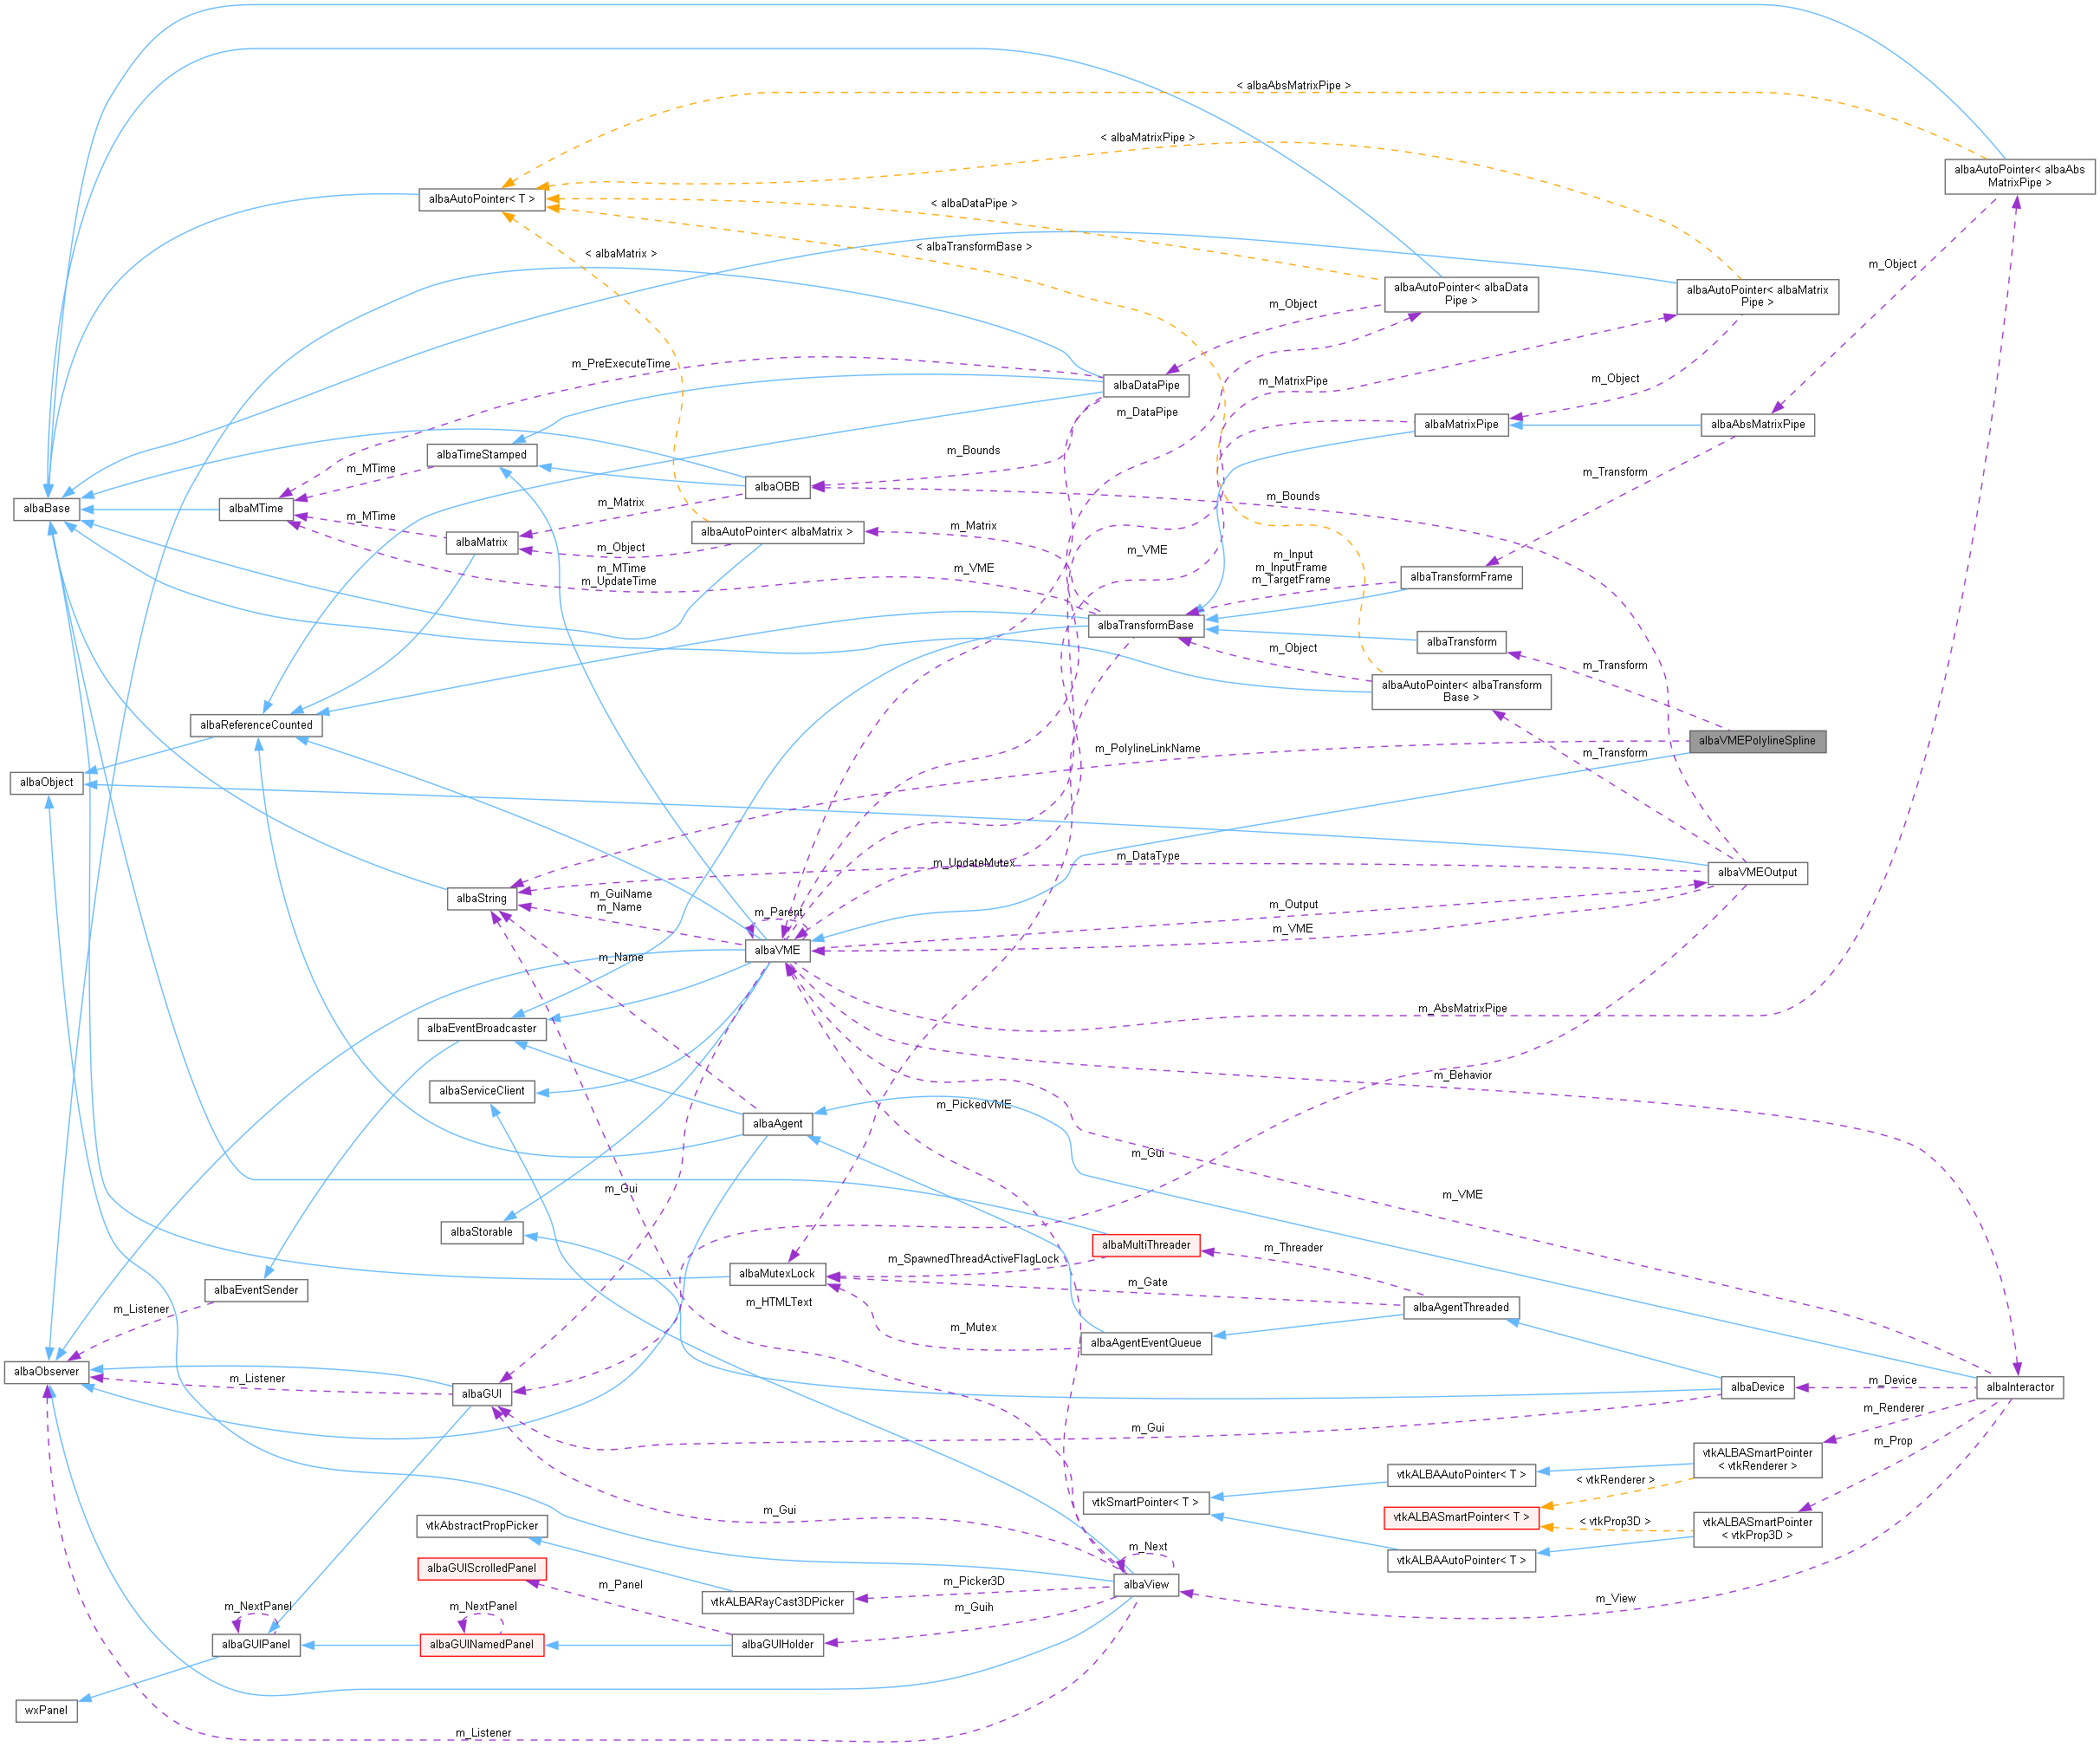 < albaAbsMatrixPipe >
< albaMatrixPipe >
albaAutoPointer< albaAbs
MatrixPipe >
albaAutoPointer< T >
< albaDataPipe >
< albaTransformBase >
< albaMatrix >
m_Object
albaAutoPointer< albaData
Pipe >
albaAutoPointer< albaMatrix
Pipe >
m_Object
m_PreExecuteTime
albaDataPipe
m_MatrixPipe
m_Object
m_DataPipe
albaMatrixPipe
albaAbsMatrixPipe
albaTimeStamped
m_Bounds
m_MTime
m_Transform
albaOBB
m_Bounds
albaBase
albaMTime
m_Matrix
m_MTime
albaAutoPointer< albaMatrix >
m_Matrix
albaMatrix
m_Object
m_VME
m_Input
m_InputFrame
m_TargetFrame
m_MTime
m_UpdateTime
m_VME
albaTransformFrame
albaTransformBase
albaTransform
m_Object
m_Transform
albaAutoPointer< albaTransform
Base >
albaReferenceCounted
albaVMEPolylineSpline
m_PolylineLinkName
m_Transform
albaObject
m_UpdateMutex
m_DataType
albaVMEOutput
albaString
m_GuiName
m_Name
m_Parent
m_Output
m_VME
albaVME
m_Name
m_AbsMatrixPipe
albaEventBroadcaster
m_Behavior
albaServiceClient
m_PickedVME
albaAgent
m_Gui
m_Gui
m_VME
albaStorable
albaMultiThreader
m_Threader
m_SpawnedThreadActiveFlagLock
albaMutexLock
m_Gate
albaEventSender
m_Listener
m_HTMLText
albaAgentThreaded
m_Mutex
albaAgentEventQueue
albaObserver
m_Listener
albaGUI
m_Device
albaDevice
albaInteractor
m_Renderer
m_Gui
m_Prop
vtkALBASmartPointer
< vtkRenderer >
vtkALBAAutoPointer< T >
< vtkRenderer >
vtkSmartPointer< T >
m_Gui
vtkALBASmartPointer< T >
< vtkProp3D >
vtkALBASmartPointer
< vtkProp3D >
vtkAbstractPropPicker
m_Next
vtkALBAAutoPointer< T >
albaGUIScrolledPanel
m_Panel
m_Picker3D
albaView
vtkALBARayCast3DPicker
m_Guih
m_View
m_NextPanel
m_NextPanel
albaGUIPanel
albaGUINamedPanel
albaGUIHolder
wxPanel
m_Listener